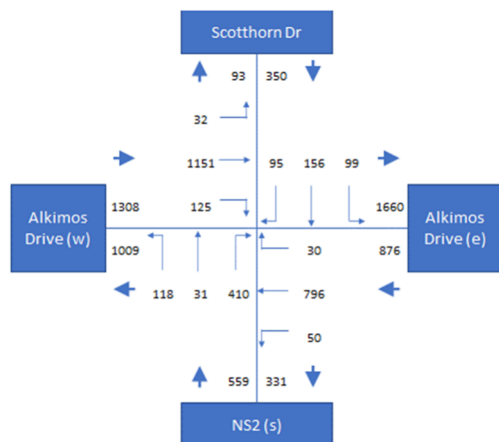 Scotthorn Dr
93 350
32
1151 95 156 99
Alkimos
Drive (w)
1308 125 1660
Alkimos
Drive (e)
1009 30 876
118 31 410 796
50
559 331
NS2 (s)